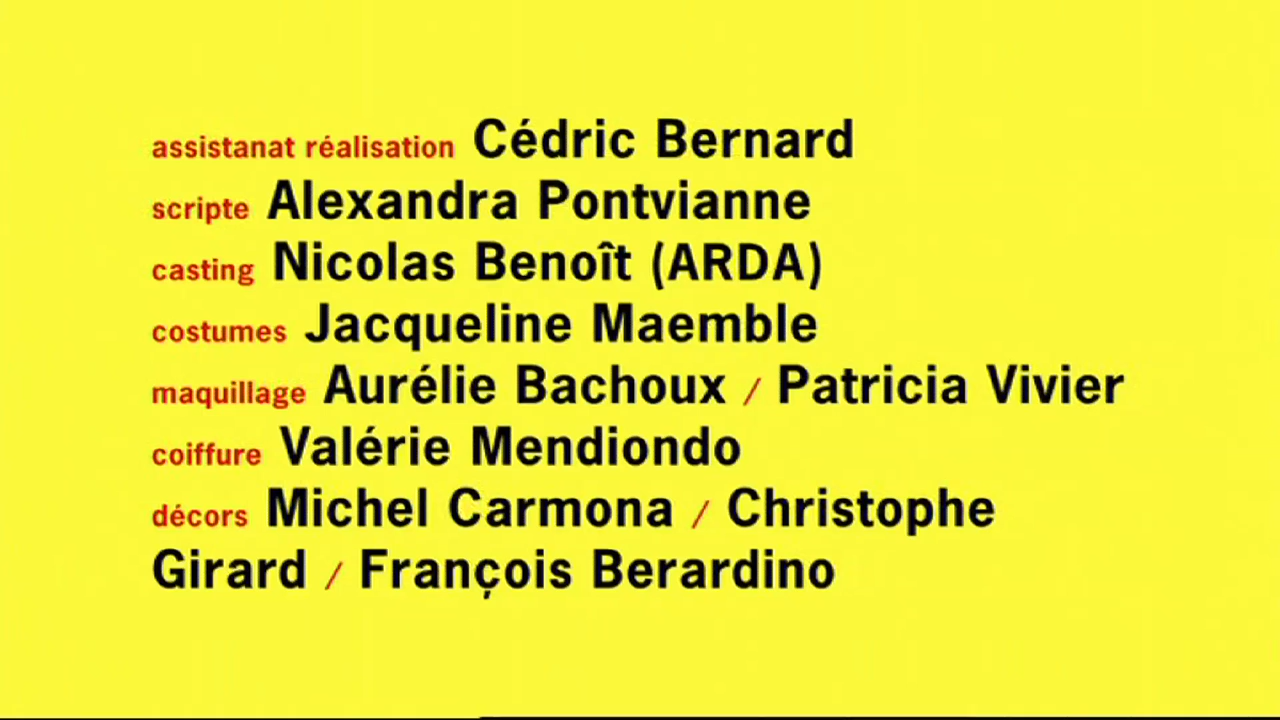 assistanat réalisation Cédric Bernard
scripte Alexandra Pontvianne
casting Nicolas Benoît (ARDA)
costumes Jacqueline Maemble
maquillage Aurélie Bachoux / Patricia Vivier
coiffure Valérie Mendiondo
décors Michel Carmona / Christophe
Girard / François Berardino